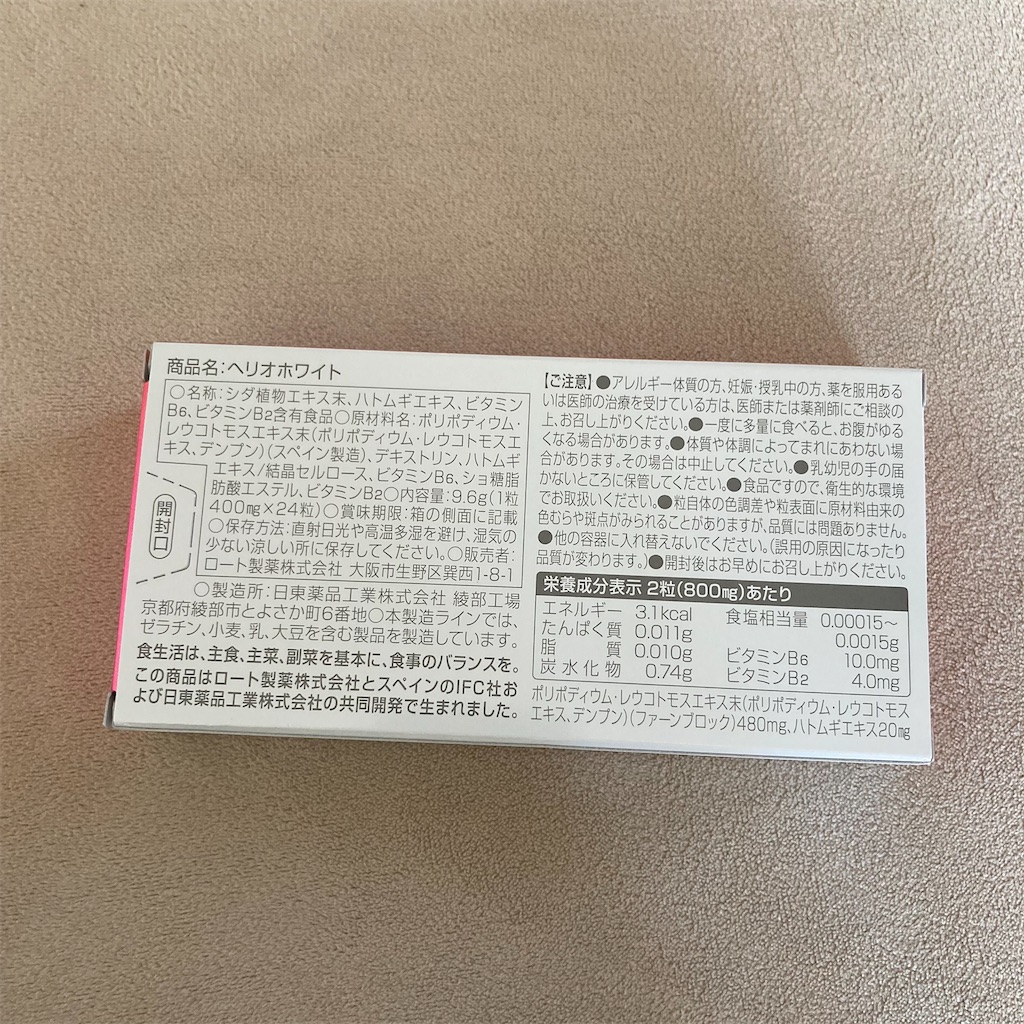 商品名:ヘリオホワイト
○名称:シダ植物エキス末、ハトムギエキス、ビタミン
B6、ビタミンB2含有食品○原材料名:ポリポディウム・
レウコトモスエキス末(ポリポディウム・レウコトモスエ
キス、デンプン)(スペイン製造)、デキストリン、ハトムギ
エキス/結晶セルロース、ビタミンB6、ショ糖脂
肪酸エステル、ビタミンB2○内容量:9.6g(1粒
400mg×24粒)○賞味期限:箱の側面に記載
○保存方法:直射日光や高温多湿を避け、湿気の
少ない涼しい所に保存してください。○販売者:
ロート製薬株式会社 大阪市生野区巽西1-8-1
開封口
○製造所:日東薬品工業株式会社 綾部工場
京都府綾部市とよさか町6番地○本製造ラインでは、
ゼラチン、小麦、乳、大豆を含む製品を製造しています。
食生活は、主食、主菜、副菜を基本に、食事のバランスを。
この商品はロート製薬株式会社とスペインのIFC社お
よび日東薬品工業株式会社の共同開発で生まれました。
【ご注意】●アレルギー体質の方、妊娠・授乳中の方、薬を服用ある
いは医師の治療を受けている方は、医師または薬剤師にご相談の
上、お召し上がりください。●一度に多量に食べると、お腹がゆる
くなる場合があります。●体質や体調によってまれにあわない場
合があります。その場合は中止してください。●乳幼児の手の届
かないところに保管してください。●食品ですので、衛生的な環境
でお取扱いください。●粒自体の色調差や粒表面に原材料由来の
色むらや斑点がみられることがありますが、品質には問題ありません。
●他の容器に入れ替えないでください。(誤用の原因になったり
品質が変わります。)●開封後はお早めにお召し上がりください。
栄養成分表示 2粒(800mg)あたり
エネルギー 3.1kcal 食塩相当量 0.00015~
たんぱく質 0.011g 0.0015g
脂質 0.010g ビタミンB6 10.0mg
炭水化物 0.74g ビタミンB2 4.0mg
ポリポディウム・レウコトモスエキス末(ポリポディウム・レウコトモス
エキス、デンプン)(ファーンブロック)480mg、ハトムギエキス20mg